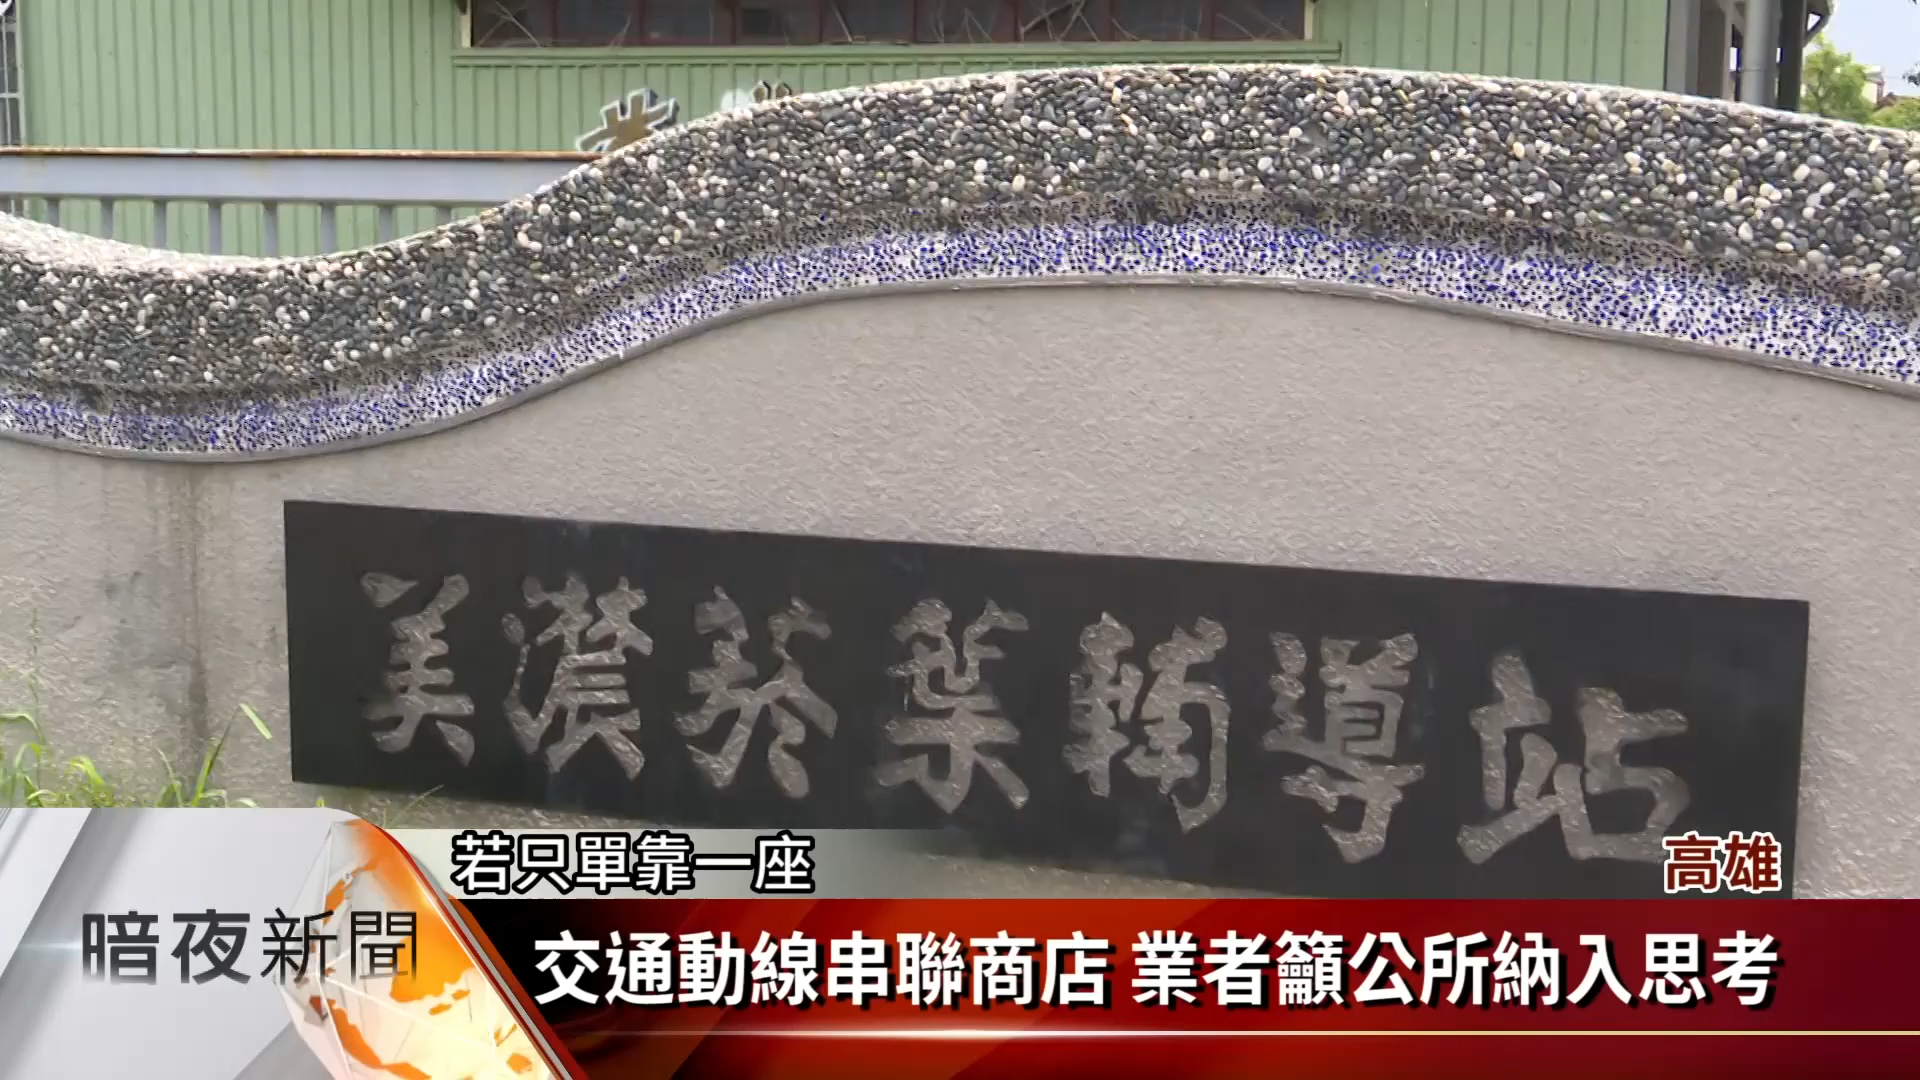 美濃菸葉輔導站
若只單靠一座
高雄
暗夜新聞
交通動線串聯商店 業者籲公所納入思考